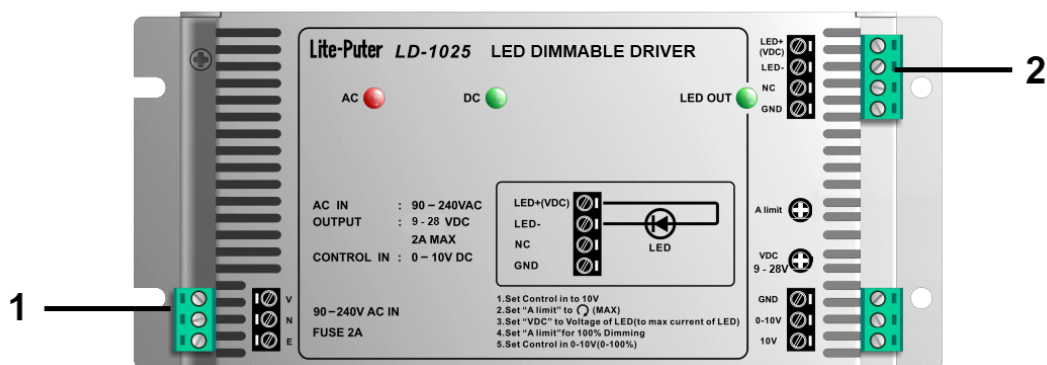 Lite-Puter LD-1025 LED DIMMABLE DRIVER
AC
DC
LED OUT
LED+
(VDC)
LED-
NC
GND
2
AC IN : 90 – 240VAC
OUTPUT : 9 - 28 VDC
2A MAX
CONTROL IN : 0 – 10V DC
LED+(VDC)
LED-
NC
GND
LED
A limit
VDC
9 - 28V
1
V
N
E
90 – 240V AC IN
FUSE 2A
1.Set Control in to 10V
2.Set "A limit" to (MAX)
3.Set "VDC" to Voltage of LED(to max current of LED)
4.Set "A limit"for 100% Dimming
5.Set Control in 0-10V(0-100%)
GND
0-10V
10V